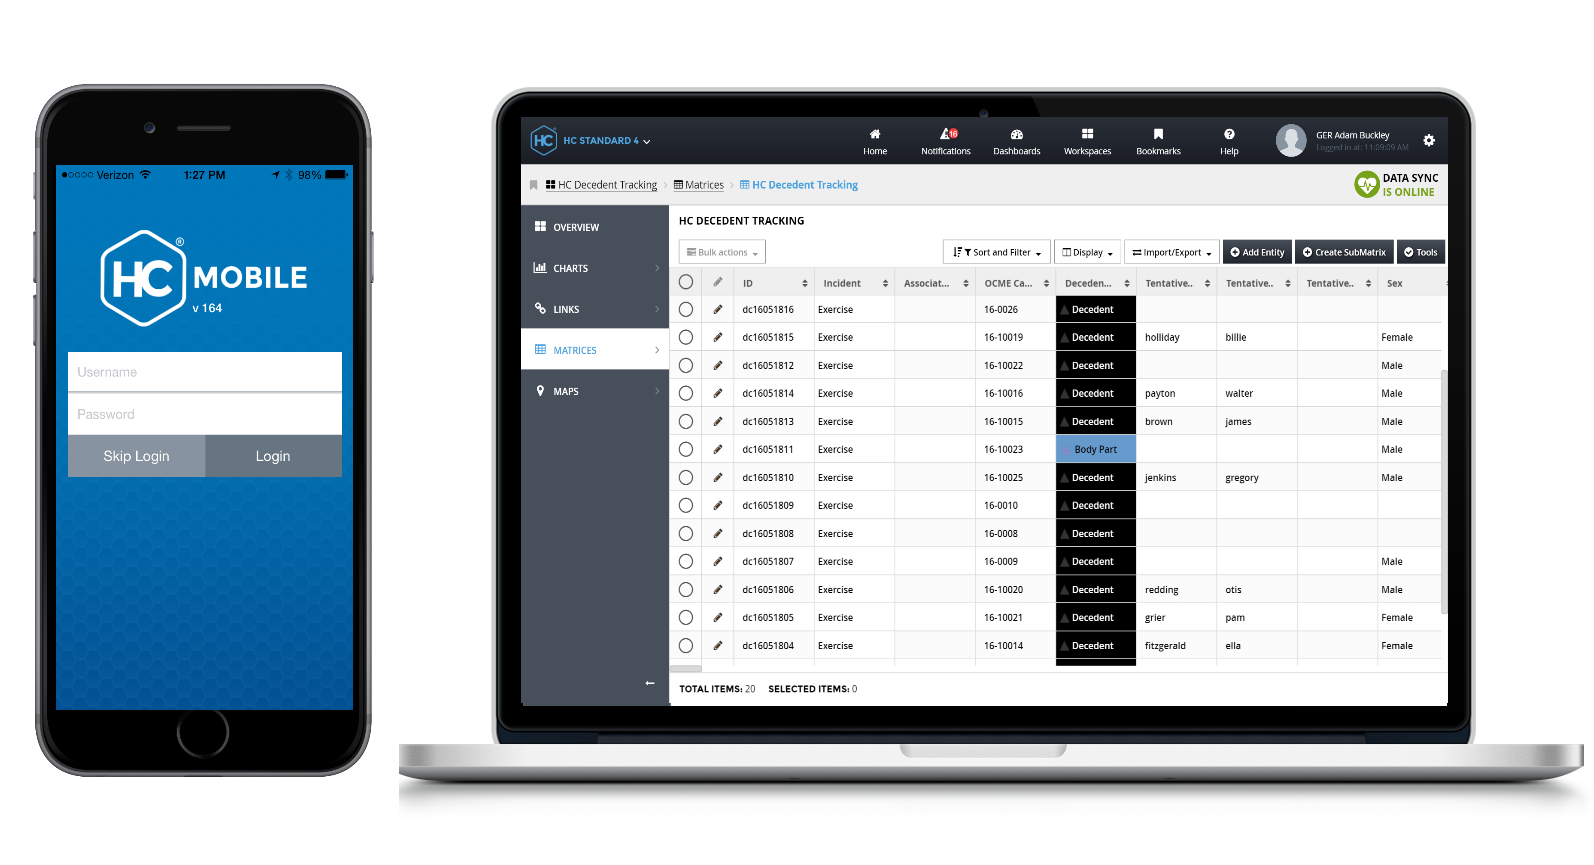 Verizon 1:27 PM 98%
HC MOBILE
®
v 164
Username
Password
Skip Login Login
HC HC STANDARD 4
Home
16
Notifications
Dashboards
Workspaces
Bookmarks
Help
GER Adam Buckley
Logged in at: 11:09:09 AM
HC Decedent Tracking > Matrices > HC Decedent Tracking
DATA SYNC
IS ONLINE
OVERVIEW
CHARTS
LINKS
MATRICES
MAPS
HC DECEDENT TRACKING
Bulk actions Sort and Filter Display Import/Export Add Entity Create SubMatrix Tools
ID Incident Associat... OCME Ca... Deceden... Tentative.. Tentative.. Tentative.. Sex
dc16051816 Exercise 16-0026 Decedent
dc16051815 Exercise 16-10019 Decedent holliday billie Female
dc16051812 Exercise 16-10022 Decedent Male
dc16051814 Exercise 16-10016 Decedent payton walter Male
dc16051813 Exercise 16-10015 Decedent brown james Male
dc16051811 Exercise 16-10023 Body Part Male
dc16051810 Exercise 16-10025 Decedent jenkins gregory Male
dc16051809 Exercise 16-0010 Decedent
dc16051808 Exercise 16-0008 Decedent
dc16051807 Exercise 16-0009 Decedent Male
dc16051806 Exercise 16-10020 Decedent redding otis Male
dc16051805 Exercise 16-10021 Decedent grier pam Female
dc16051804 Exercise 16-10014 Decedent fitzgerald ella Female
TOTAL ITEMS: 20 SELECTED ITEMS: 0